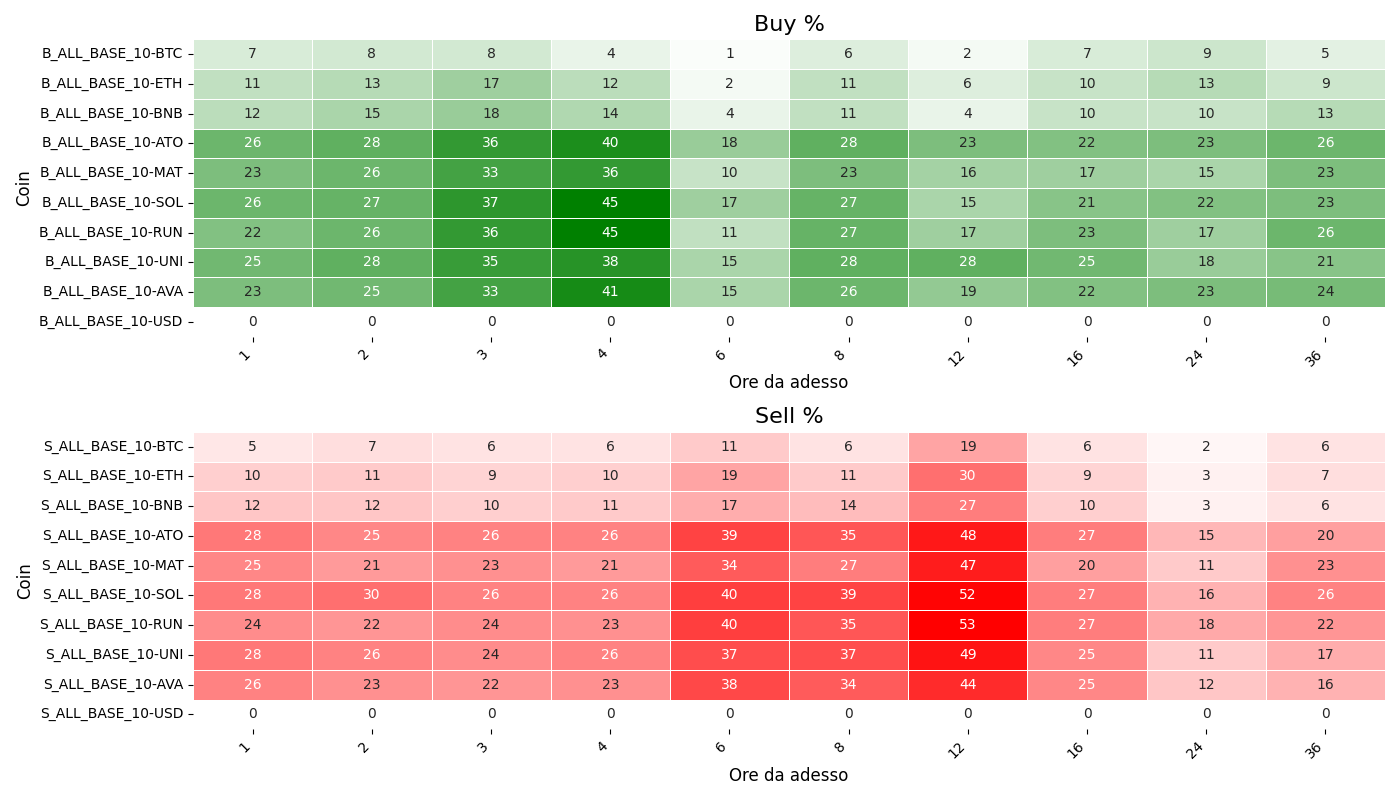 Buy %
Coin
B_ALL_BASE_10-BTC 7 8 8 4 1 6 2 7 9 5
B_ALL_BASE_10-ETH 11 13 17 12 2 11 6 10 13 9
B_ALL_BASE_10-BNB 12 15 18 14 4 11 4 10 10 13
B_ALL_BASE_10-ATO 26 28 36 40 18 28 23 22 23 26
B_ALL_BASE_10-MAT 23 26 33 36 10 23 16 17 15 23
B_ALL_BASE_10-SOL 26 27 37 45 17 27 15 21 22 23
B_ALL_BASE_10-RUN 22 26 36 45 11 27 17 23 17 26
B_ALL_BASE_10-UNI 25 28 35 38 15 28 28 25 18 21
B_ALL_BASE_10-AVA 23 25 33 41 15 26 19 22 23 24
B_ALL_BASE_10-USD 0 0 0 0 0 0 0 0 0 0
1 2 3 4 6 8 12 16 24 36
Ore da adesso
Sell %
Coin
S_ALL_BASE_10-BTC 5 7 6 6 11 6 19 6 2 6
S_ALL_BASE_10-ETH 10 11 9 10 19 11 30 9 3 7
S_ALL_BASE_10-BNB 12 12 10 11 17 14 27 10 3 6
S_ALL_BASE_10-ATO 28 25 26 26 39 35 48 27 15 20
S_ALL_BASE_10-MAT 25 21 23 21 34 27 47 20 11 23
S_ALL_BASE_10-SOL 28 30 26 26 40 39 52 27 16 26
S_ALL_BASE_10-RUN 24 22 24 23 40 35 53 27 18 22
S_ALL_BASE_10-UNI 28 26 24 26 37 37 49 25 11 17
S_ALL_BASE_10-AVA 26 23 22 23 38 34 44 25 12 16
S_ALL_BASE_10-USD 0 0 0 0 0 0 0 0 0 0
1 2 3 4 6 8 12 16 24 36
Ore da adesso